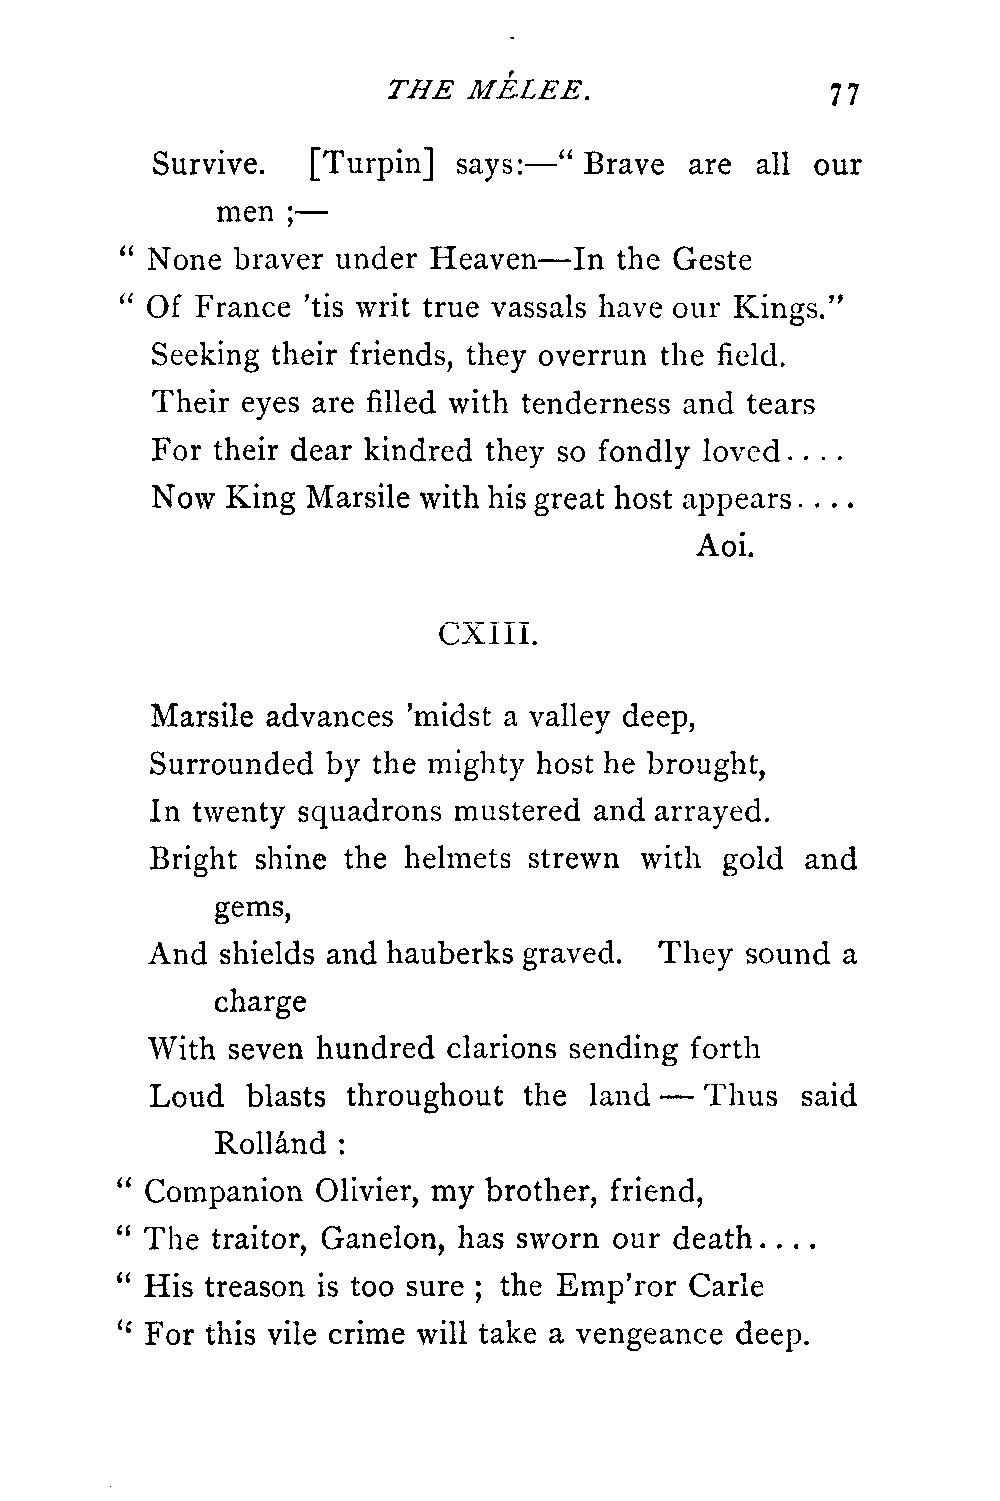 THE MÉLEE. 77
Survive. [Turpin] says:—“ Brave are all our
men ;—
“ None braver under Heaven—In the Geste
“ Of France 'tis writ true vassals have our Kings.”
Seeking their friends, they overrun the field.
Their eyes are filled with tenderness and tears
For their dear kindred they so fondly loved....
Now King Marsile with his great host appears....
Aoi.
CXIII.
Marsile advances 'midst a valley deep,
Surrounded by the mighty host he brought,
In twenty squadrons mustered and arrayed.
Bright shine the helmets strewn with gold and
gems,
And shields and hauberks graved. They sound a
charge
With seven hundred clarions sending forth
Loud blasts throughout the land — Thus said
Rollánd :
“ Companion Olivier, my brother, friend,
“ The traitor, Ganelon, has sworn our death....
“ His treason is too sure ; the Emp'ror Carle
“ For this vile crime will take a vengeance deep.